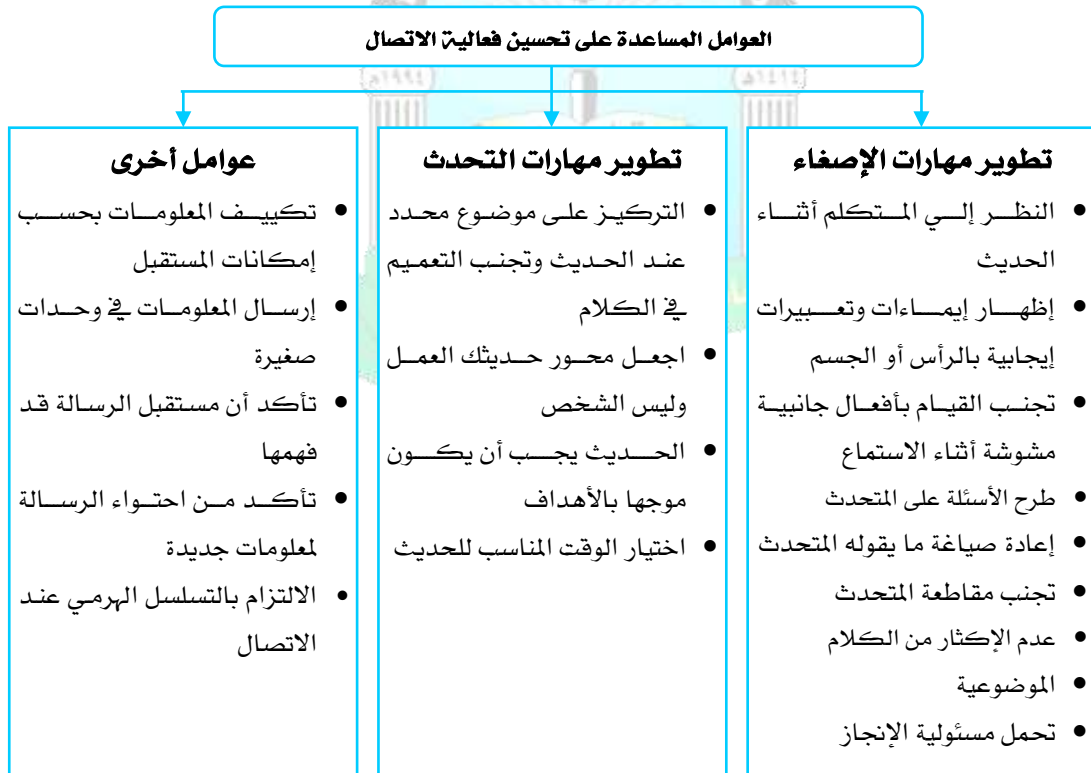 العوامل المساعدة على تحسين فعالية الاتصال
١٤١٤هـ
١٩٩٤م
تطوير مهارات الإصغاء
• النظر إلي المتكلم أثناء
الحديث
• إظهار إيماءات وتعبيرات
إيجابية بالرأس أو الجسم
• تجنب القيام بأفعال جانبية
مشوشة أثناء الاستماع
• طرح الأسئلة على المتحدث
• إعادة صياغة ما يقوله المتحدث
• تجنب مقاطعة المتحدث
• عدم الإكثار من الكلام
• الموضوعية
• تحمل مسئولية الإنجاز
تطوير مهارات التحدث
• التركيز على موضوع محدد
عند الحديث وتجنب التعميم
في الكلام
• اجعل محور حديثك العمل
وليس الشخص
• الحديث يجب أن يكون
موجها بالأهداف
• اختيار الوقت المناسب للحديث
عوامل أخرى
• تكييف المعلومات بحسب
إمكانات المستقبل
• إرسال المعلومات في وحدات
صغيرة
• تأكد أن مستقبل الرسالة قد
فهمها
• تأكد من احتواء الرسالة
لمعلومات جديدة
• الالتزام بالتسلسل الهرمي عند
الاتصال